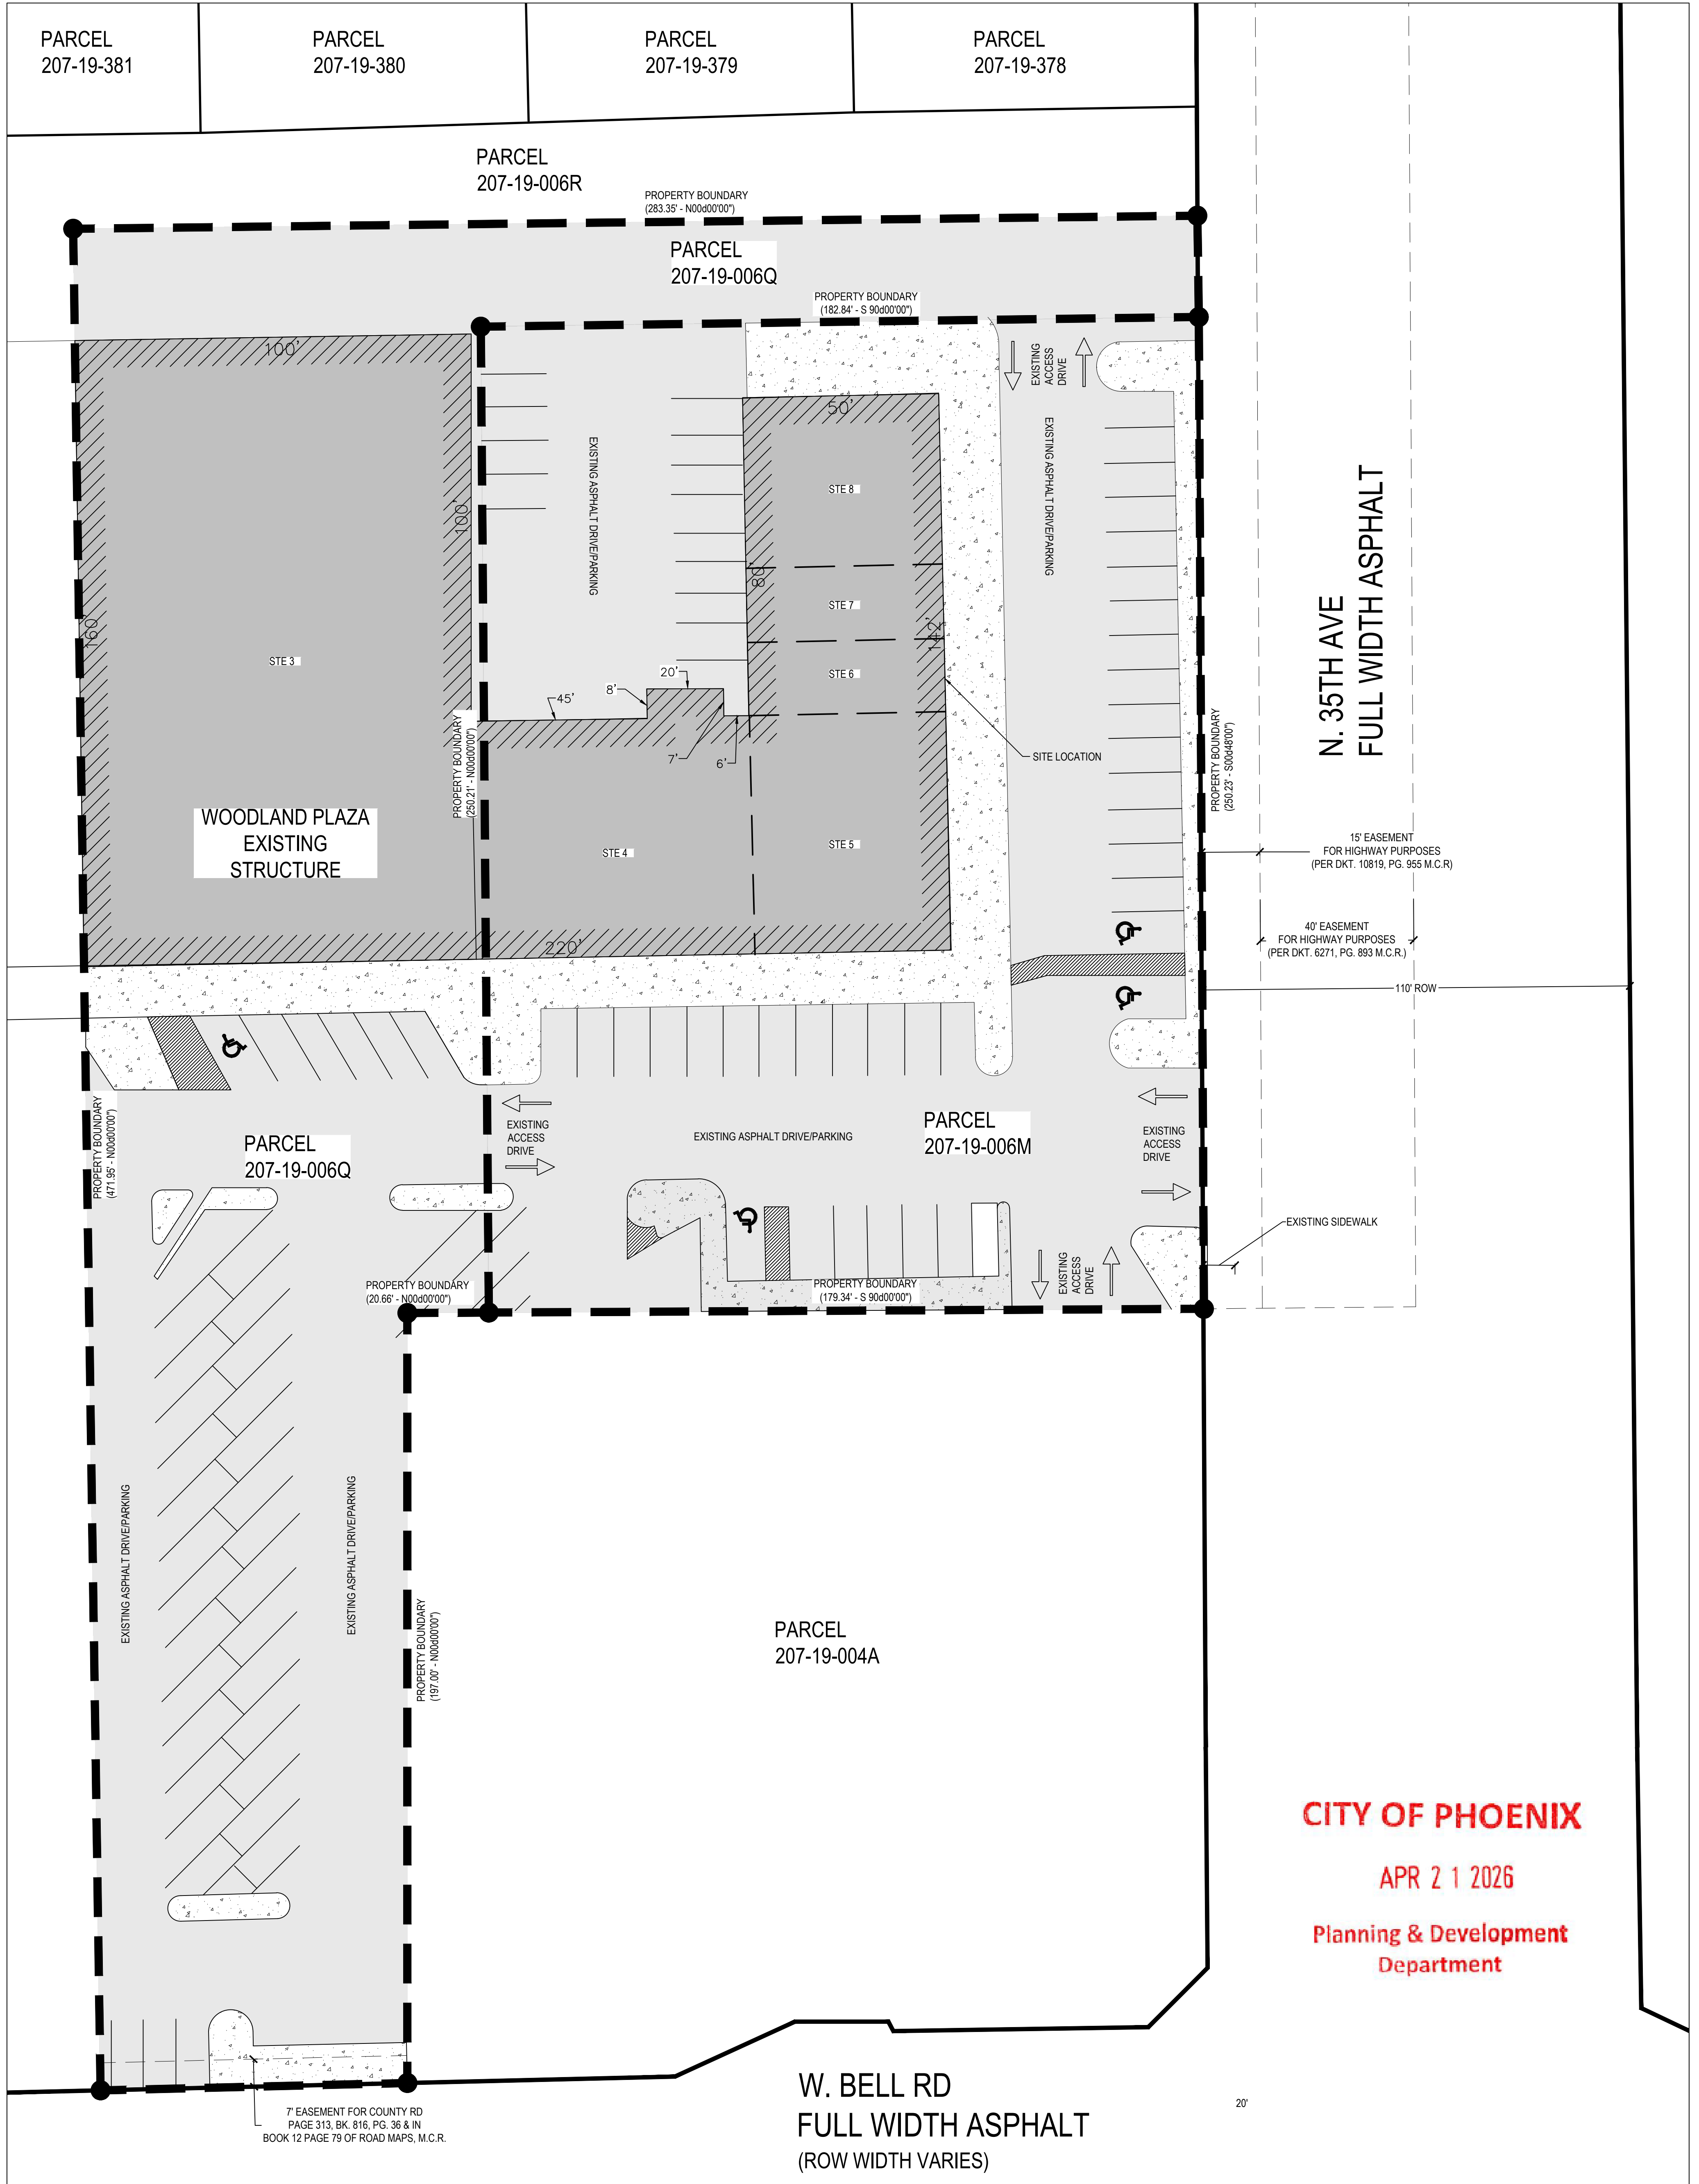 PARCEL
207-19-381
PARCEL
207-19-380
PARCEL
207-19-379
PARCEL
207-19-378
PARCEL
207-19-006R
PROPERTY BOUNDARY
(283.35' - N00d00'00")
PARCEL
207-19-006Q
PROPERTY BOUNDARY
(182.84' - S 90d00'00")
100'
EXISTING
ACCESS
DRIVE
50'
EXISTING ASPHALT DRIVE/PARKING
EXISTING ASPHALT DRIVE/PARKING
STE 8
100'
80'
STE 7
160'
142'
STE 3
STE 6
20'
8'
45'
7'
6'
SITE LOCATION
N. 35TH AVE
FULL WIDTH ASPHALT
PROPERTY BOUNDARY
(250.21' - N00d00'00")
PROPERTY BOUNDARY
(250.23' - S00d48'00")
WOODLAND PLAZA
EXISTING
STRUCTURE
STE 4
STE 5
15' EASEMENT
FOR HIGHWAY PURPOSES
(PER DKT. 10819, PG. 955 M.C.R)
220'
40' EASEMENT
FOR HIGHWAY PURPOSES
(PER DKT. 6271, PG. 893 M.C.R.)
110' ROW
PROPERTY BOUNDARY
(471.95' - N00d00'00")
PARCEL
207-19-006Q
EXISTING
ACCESS
DRIVE
EXISTING ASPHALT DRIVE/PARKING
PARCEL
207-19-006M
EXISTING
ACCESS
DRIVE
EXISTING SIDEWALK
PROPERTY BOUNDARY
(20.66' - N00d00'00")
PROPERTY BOUNDARY
(179.34' - S 90d00'00")
EXISTING
ACCESS
DRIVE
EXISTING ASPHALT DRIVE/PARKING
EXISTING ASPHALT DRIVE/PARKING
PROPERTY BOUNDARY
(197.00' - N00d00'00")
PARCEL
207-19-004A
CITY OF PHOENIX
APR 2 1 2026
Planning & Development
Department
W. BELL RD
FULL WIDTH ASPHALT
(ROW WIDTH VARIES)
20'
7' EASEMENT FOR COUNTY RD
PAGE 313, BK. 816, PG. 36 & IN
BOOK 12 PAGE 79 OF ROAD MAPS, M.C.R.